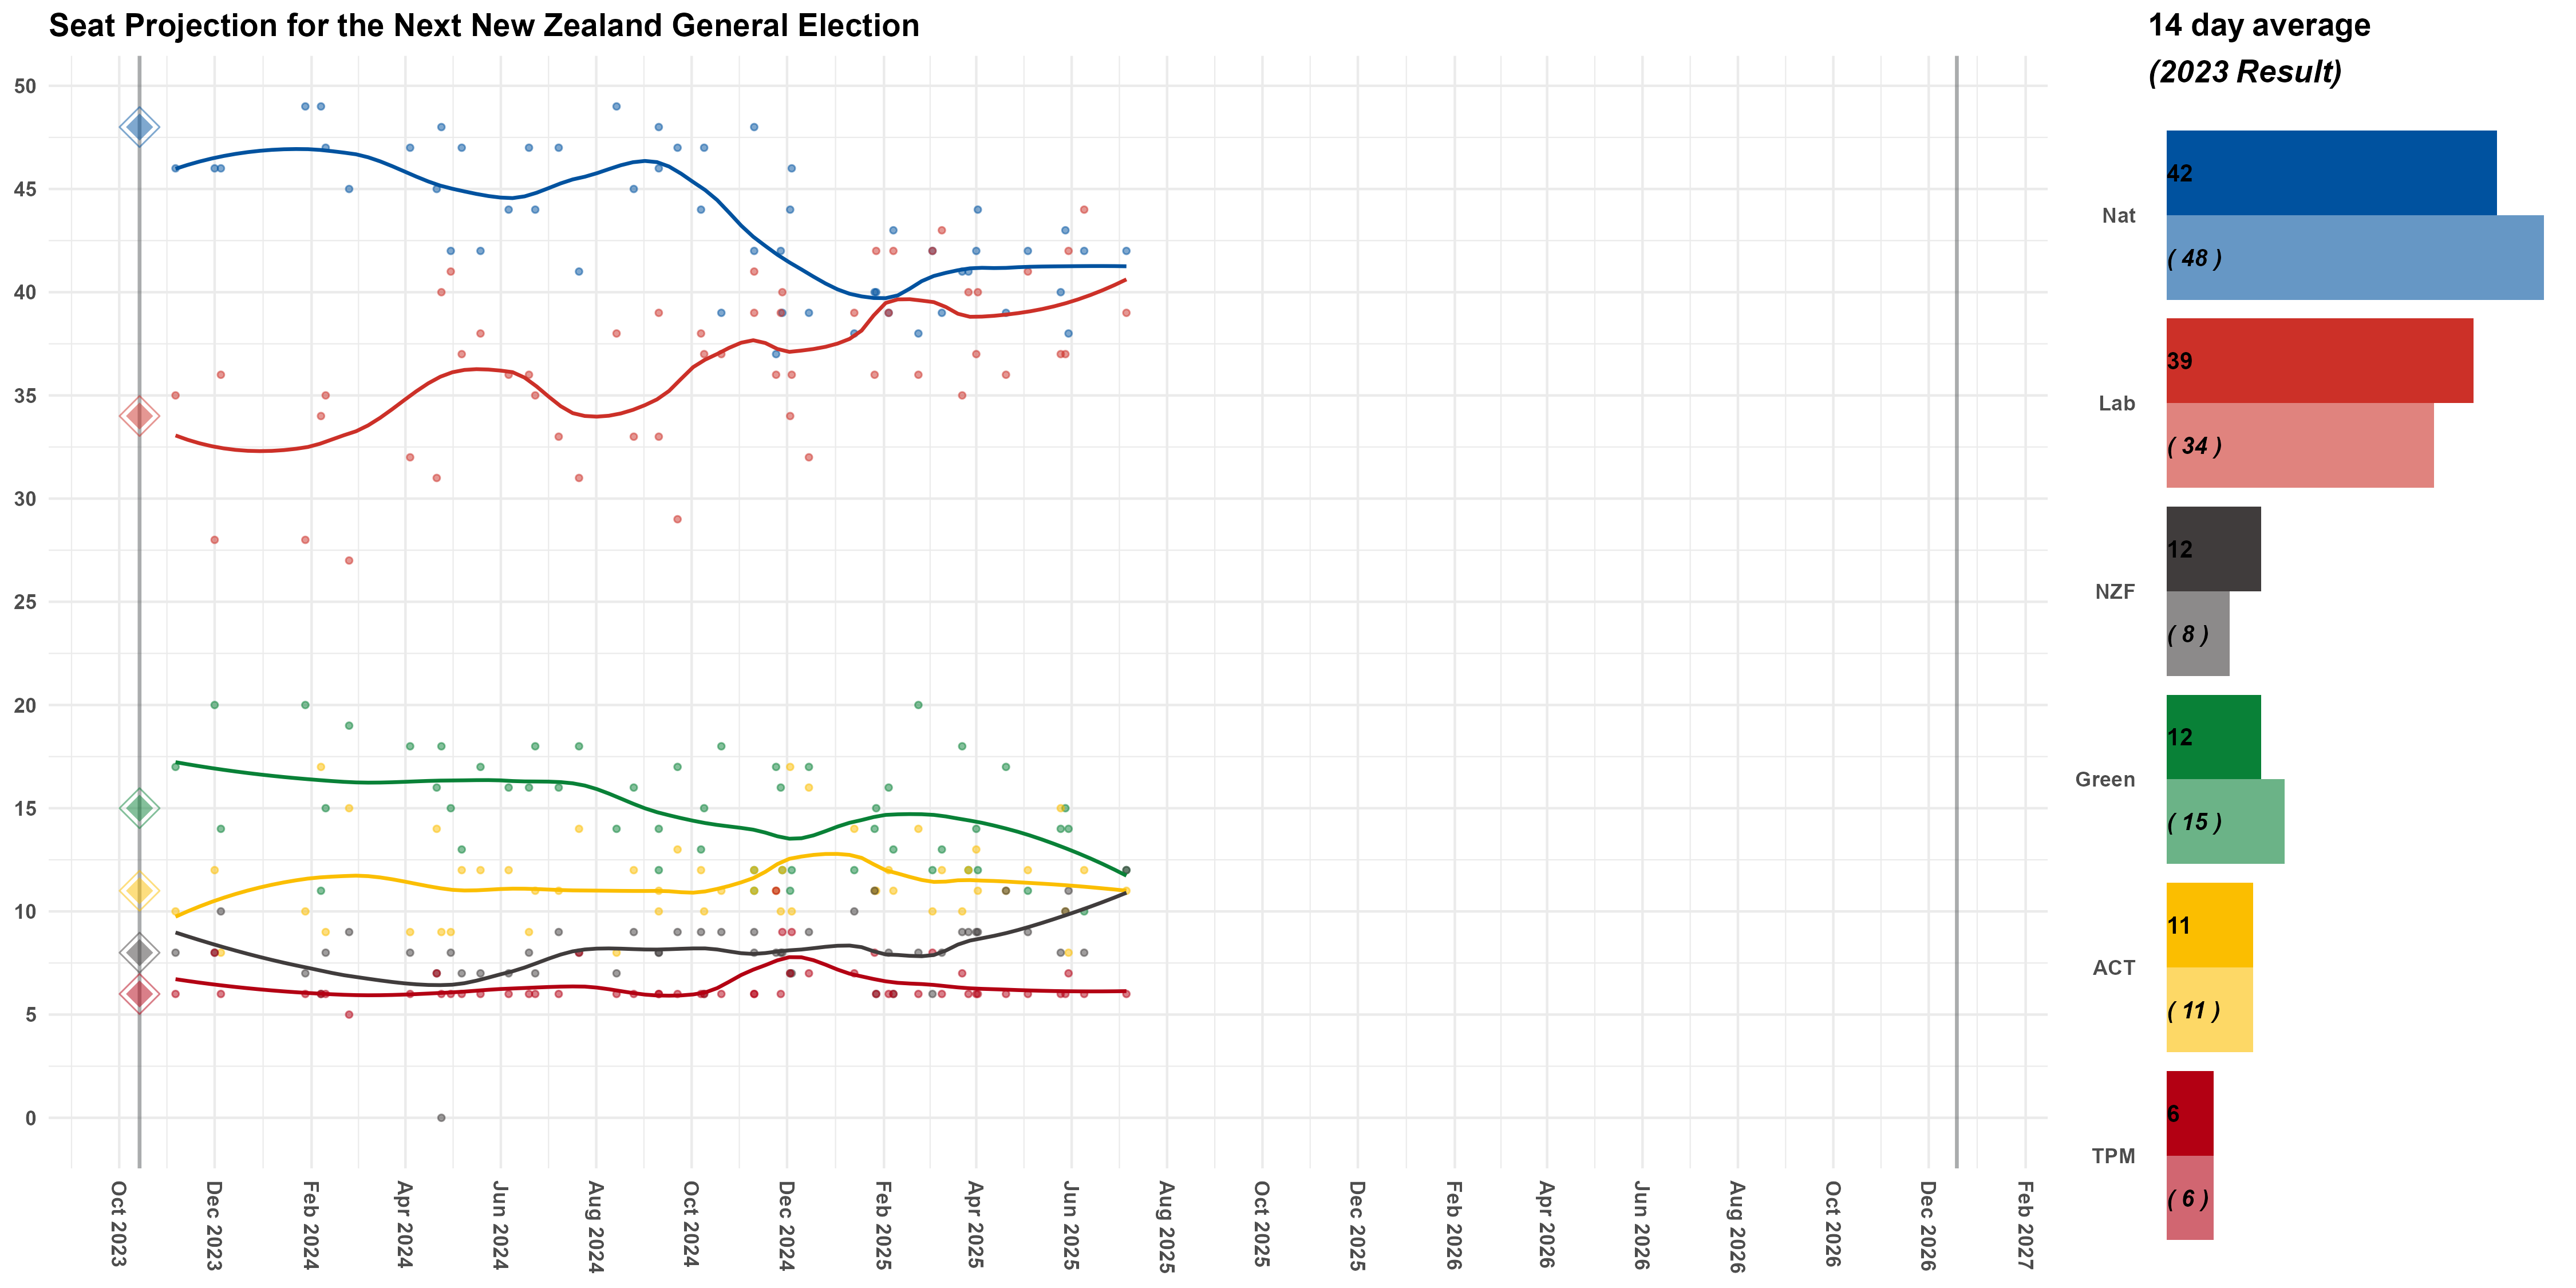 Seat Projection for the Next New Zealand General Election
50
45
40
35
30
25
20
15
10
5
0
Oct 2023
Dec 2023
Feb 2024
Apr 2024
Jun 2024
Aug 2024
Oct 2024
Dec 2024
Feb 2025
Apr 2025
Jun 2025
Aug 2025
Oct 2025
Dec 2025
Feb 2026
Apr 2026
Jun 2026
Aug 2026
Oct 2026
Dec 2026
Feb 2027
14 day average
(2023 Result)
Nat
42
( 48 )
Lab
39
( 34 )
NZF
12
( 8 )
Green
12
( 15 )
ACT
11
( 11 )
TPM
6
( 6 )